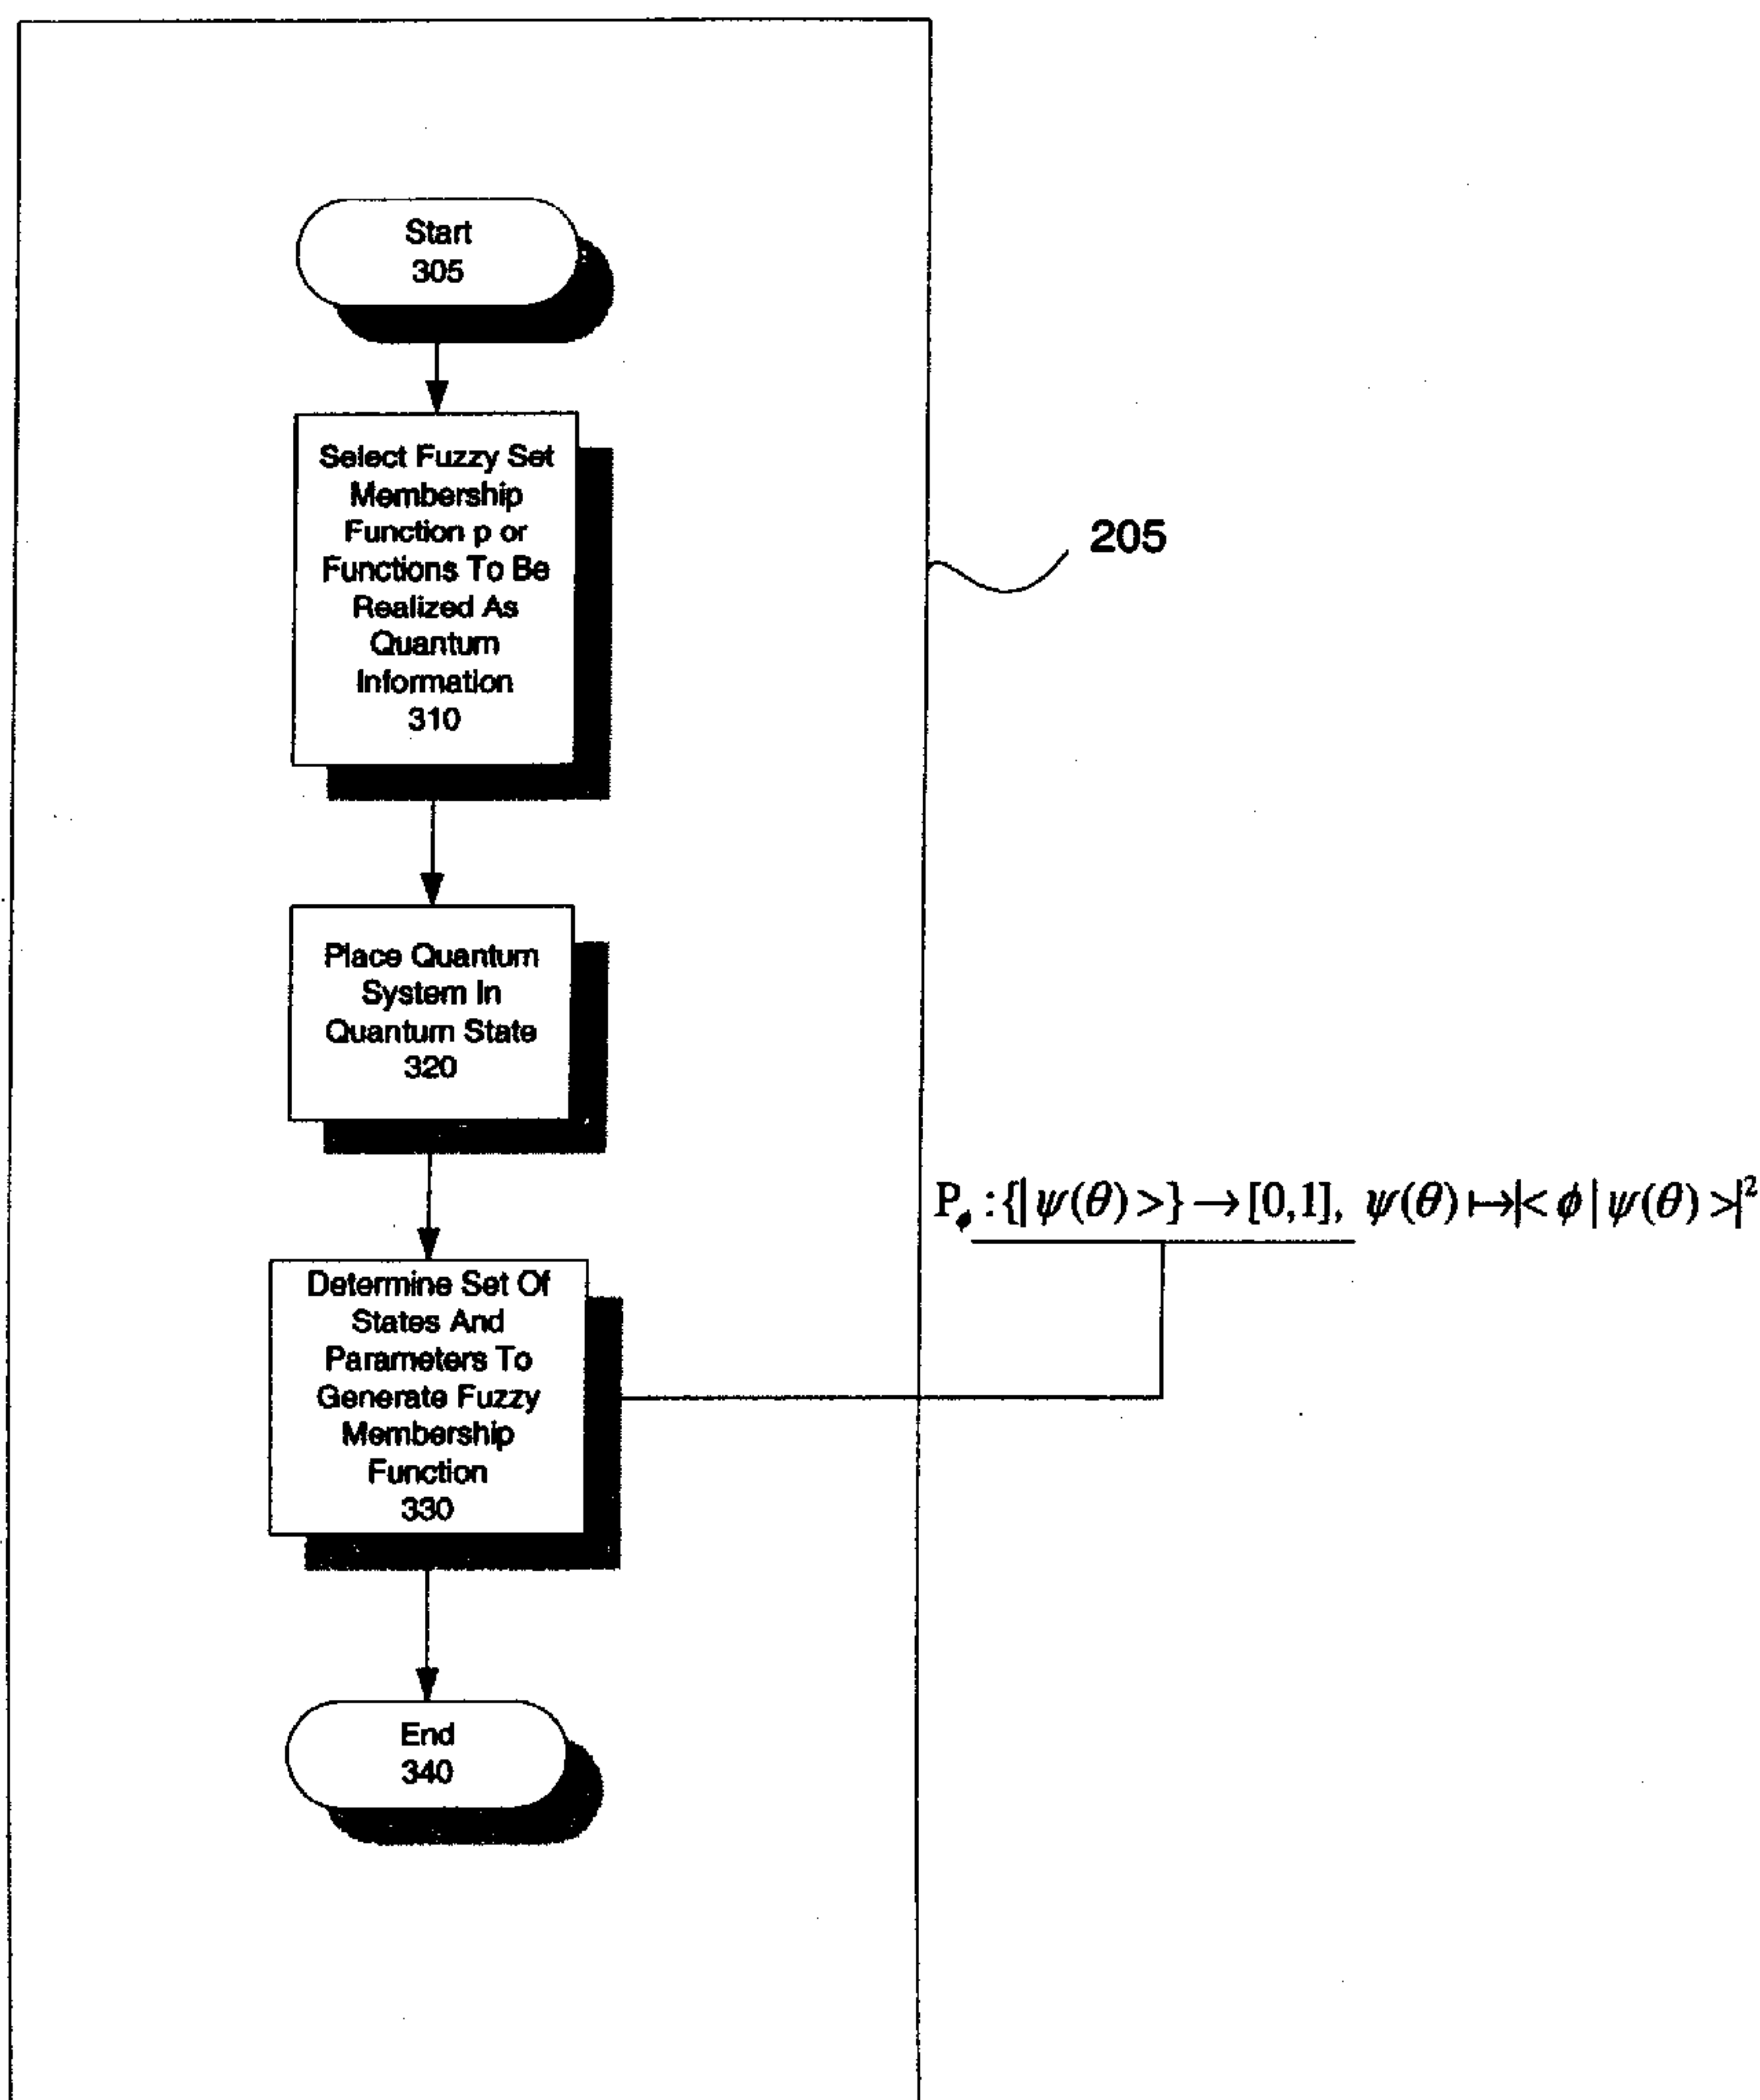 Start
305
Select Fuzzy Set
Membership
Function p or
Functions To Be
Realized As
Quantum
Information
310
205
Place Quantum
System In
Quantum State
320
P_ϕ :{|ψ(θ)>}→[0,1], ψ(θ)↦|<ϕ|ψ(θ)>|²
Determine Set Of
States And
Parameters To
Generate Fuzzy
Membership
Function
330
End
340